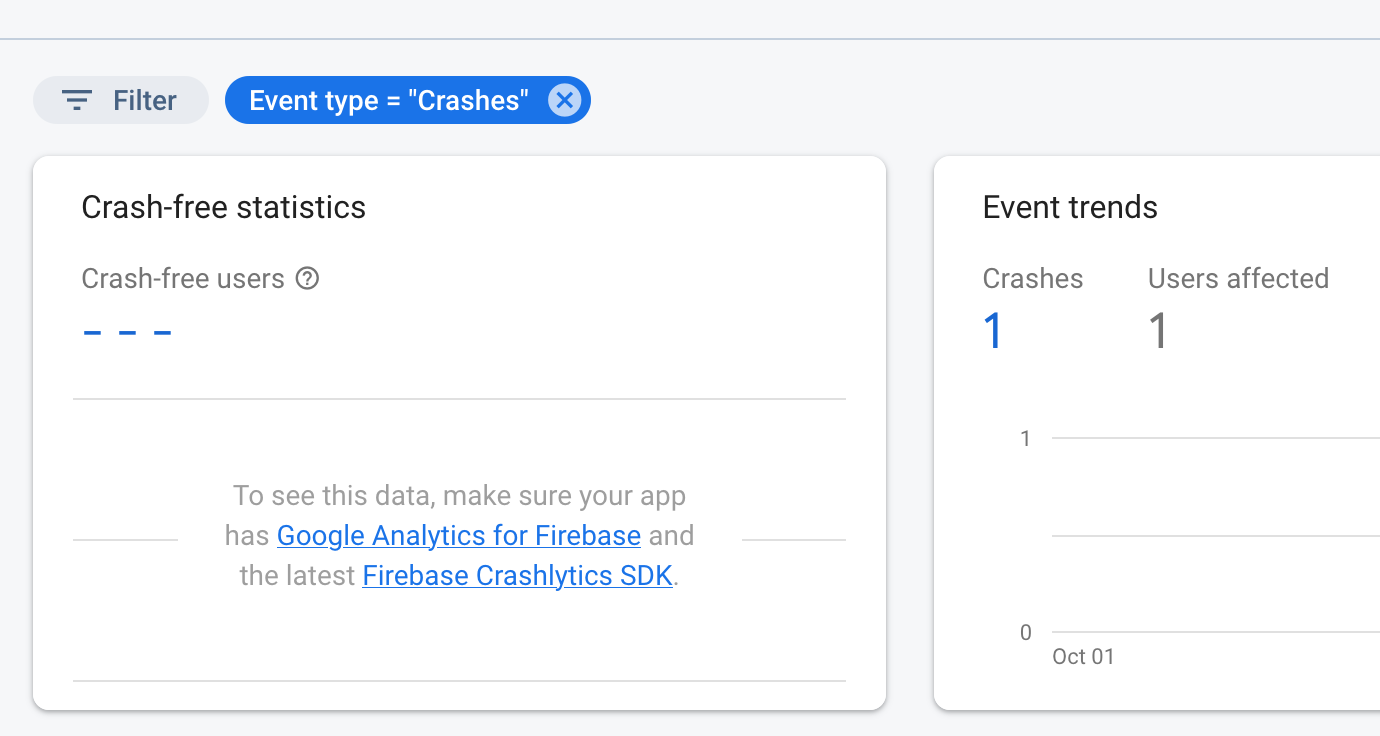 Filter
Event type = "Crashes"
Crash-free statistics
Crash-free users
– – –
To see this data, make sure your app
has Google Analytics for Firebase and
the latest Firebase Crashlytics SDK.
Event trends
Crashes
Users affected
1
1
1
0
Oct 01